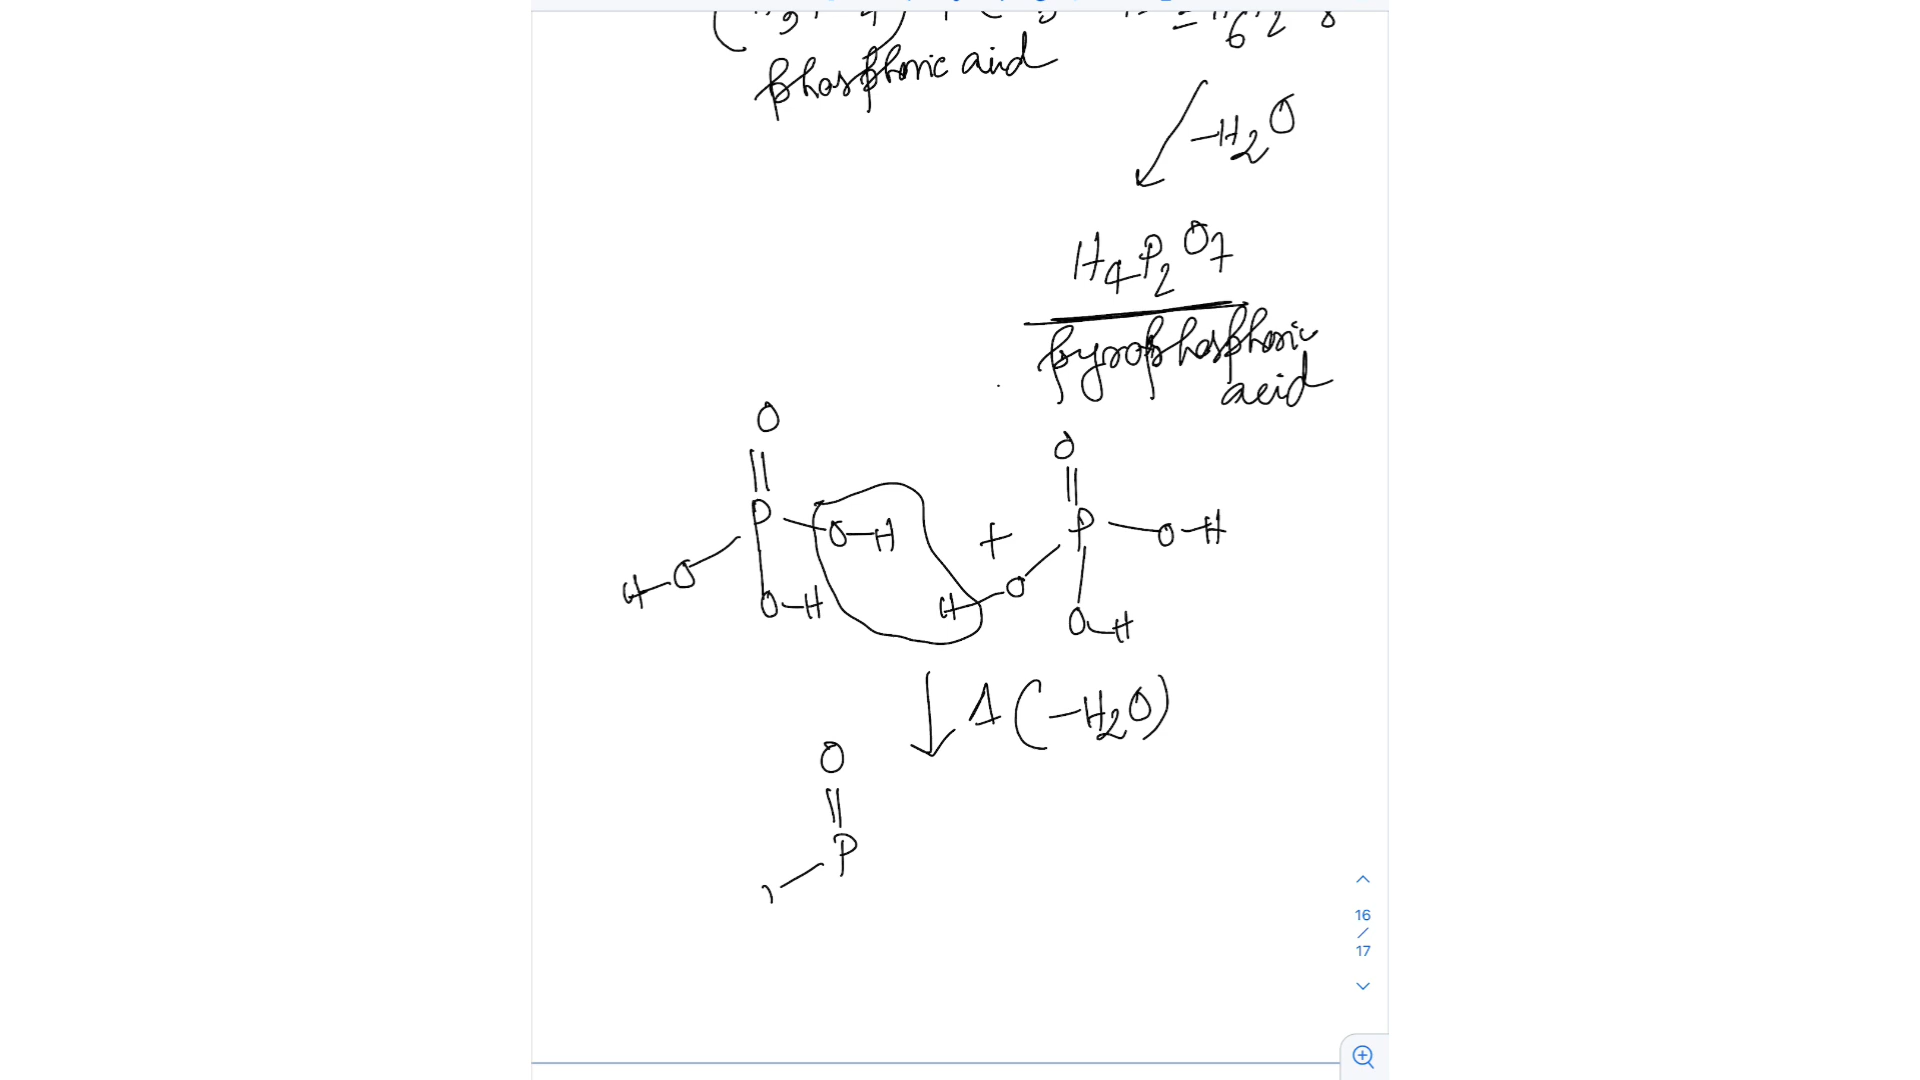 phosphoric acid
-H2O
H4P2O7
pyrophosphoric
acid
O
O
P
O-H
+
P
O-H
H-O
O-H
H-O
O-H
Δ(-H2O)
O
P
16
/
17